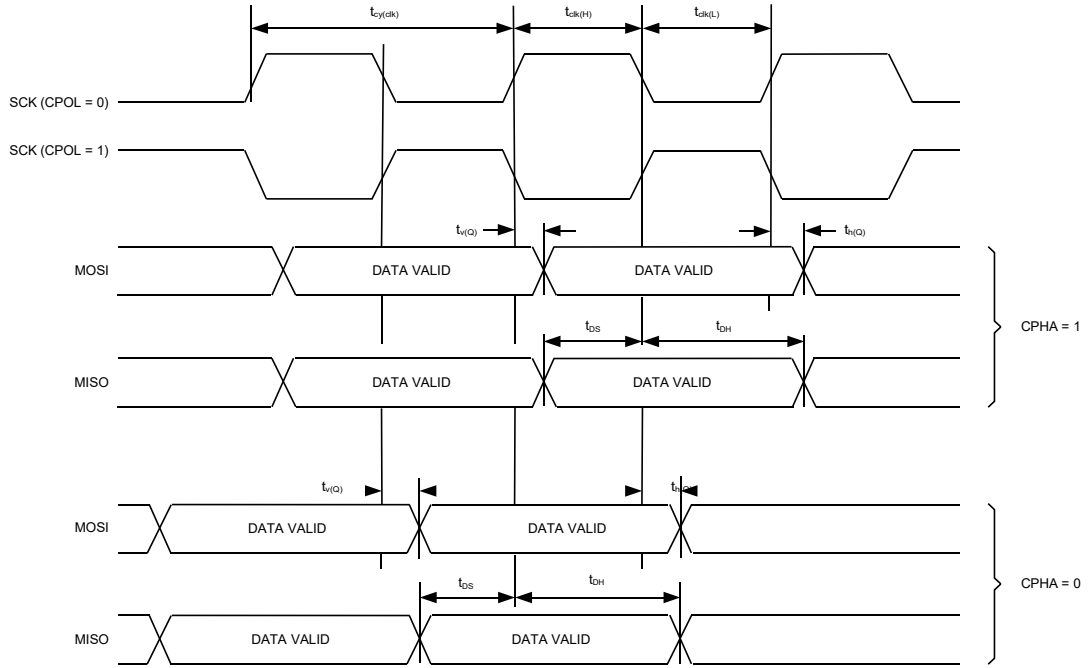 tcy(clk) tclk(H) tclk(L)
SCK (CPOL = 0)
SCK (CPOL = 1)
tv(Q) th(Q)
MOSI DATA VALID DATA VALID
tDS tDH
CPHA = 1
MISO DATA VALID DATA VALID
tv(Q) th(Q)
MOSI DATA VALID DATA VALID
tDS tDH
CPHA = 0
MISO DATA VALID DATA VALID